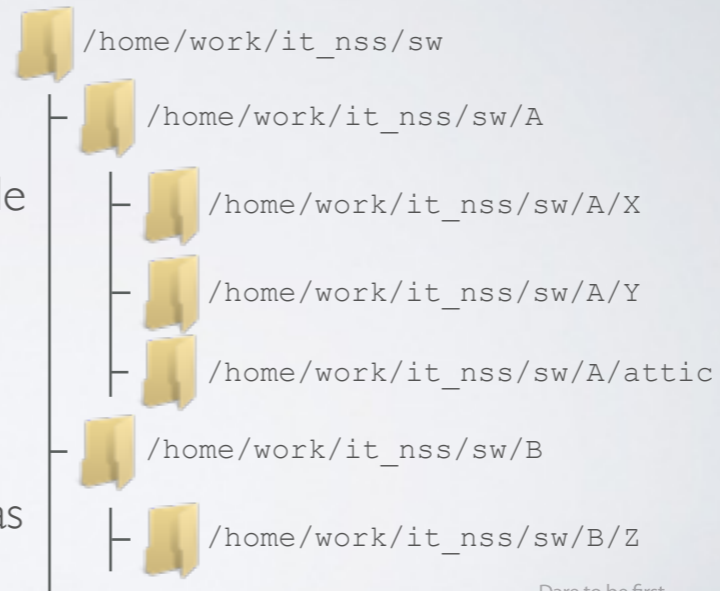 /home/work/it_nss/sw
/home/work/it_nss/sw/A
/home/work/it_nss/sw/A/X
/home/work/it_nss/sw/A/Y
/home/work/it_nss/sw/A/attic
/home/work/it_nss/sw/B
/home/work/it_nss/sw/B/Z
Dare to be first